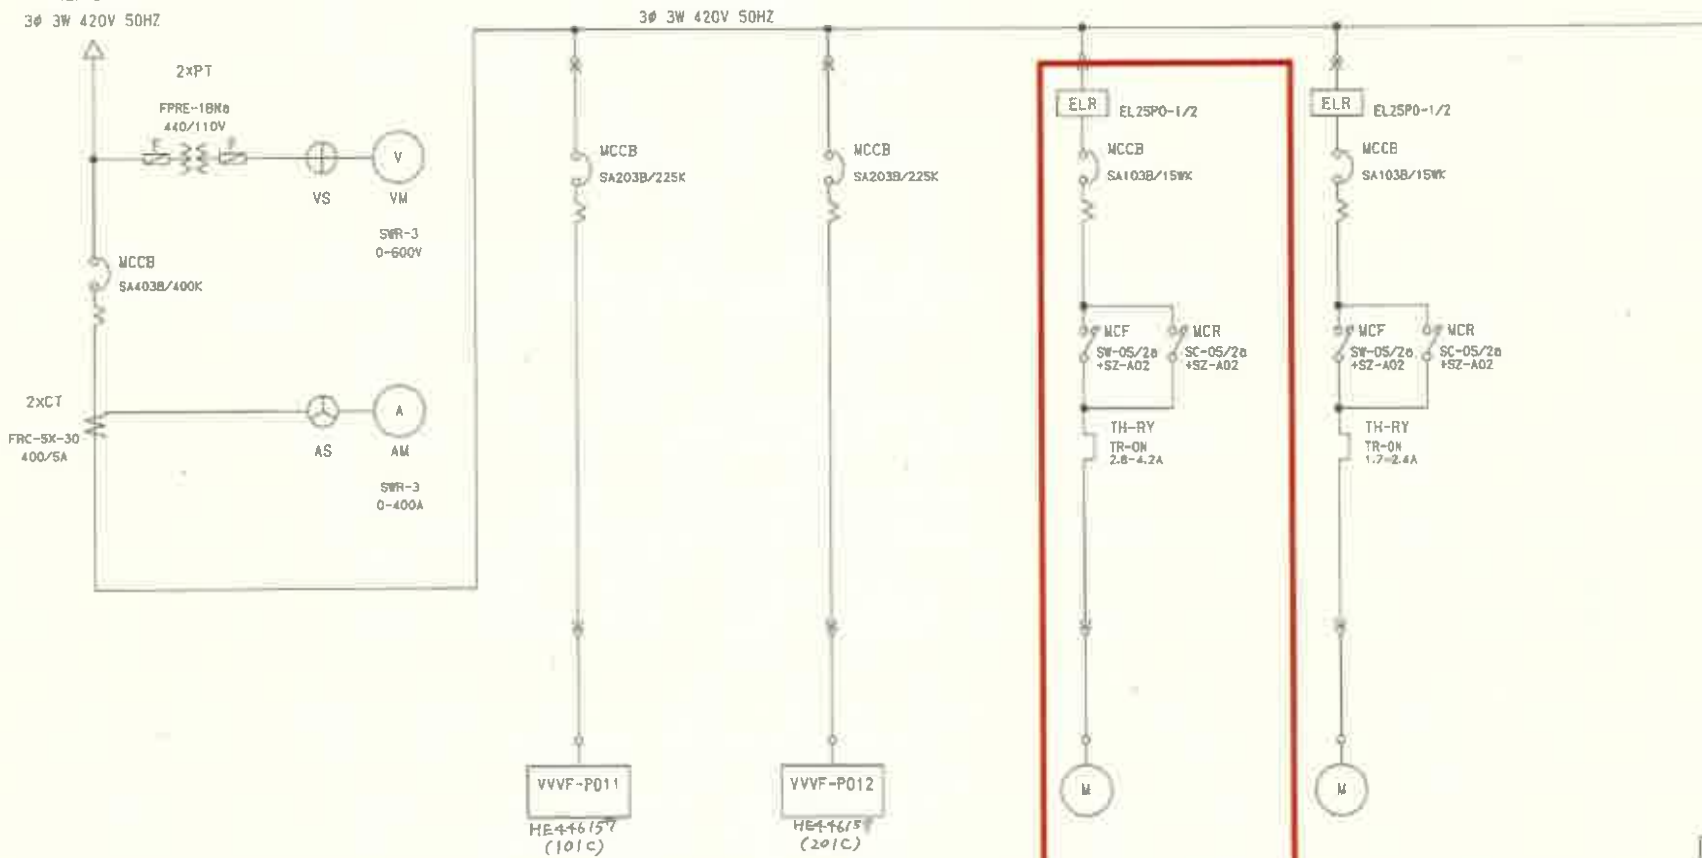 3∅ 3W 420V 50HZ
3∅ 3W 420V 50HZ
2×PT
440/110V
F
F
V
VS
VM
SWR-3
0-600V
MCCB
SA403B/400K
2xCT
FRC-5X-30
400/5A
A
AS
AM
SWR-3
0-400A
MCCB
SA203B/225K
VVVF-P011
HE446157
(101C)
MCCB
SA203B/225K
VVVF-P012
(201C)
ELR
EL25PO-1/2
MCCB
SA103B/15WK
MCF
SW-05/2a
+SZ-A02
MCR
SC-05/2a
+SZ-A02
TH-RY
TR-ON
2.8-4.2A
M
ELR
EL25PO-1/2
MCCB
SA103B/15WK
MCF
SW-05/2a
+SZ-A02
MCR
SC-05/2a
+SZ-A02
TH-RY
TR-ON
1.7-2.4A
M